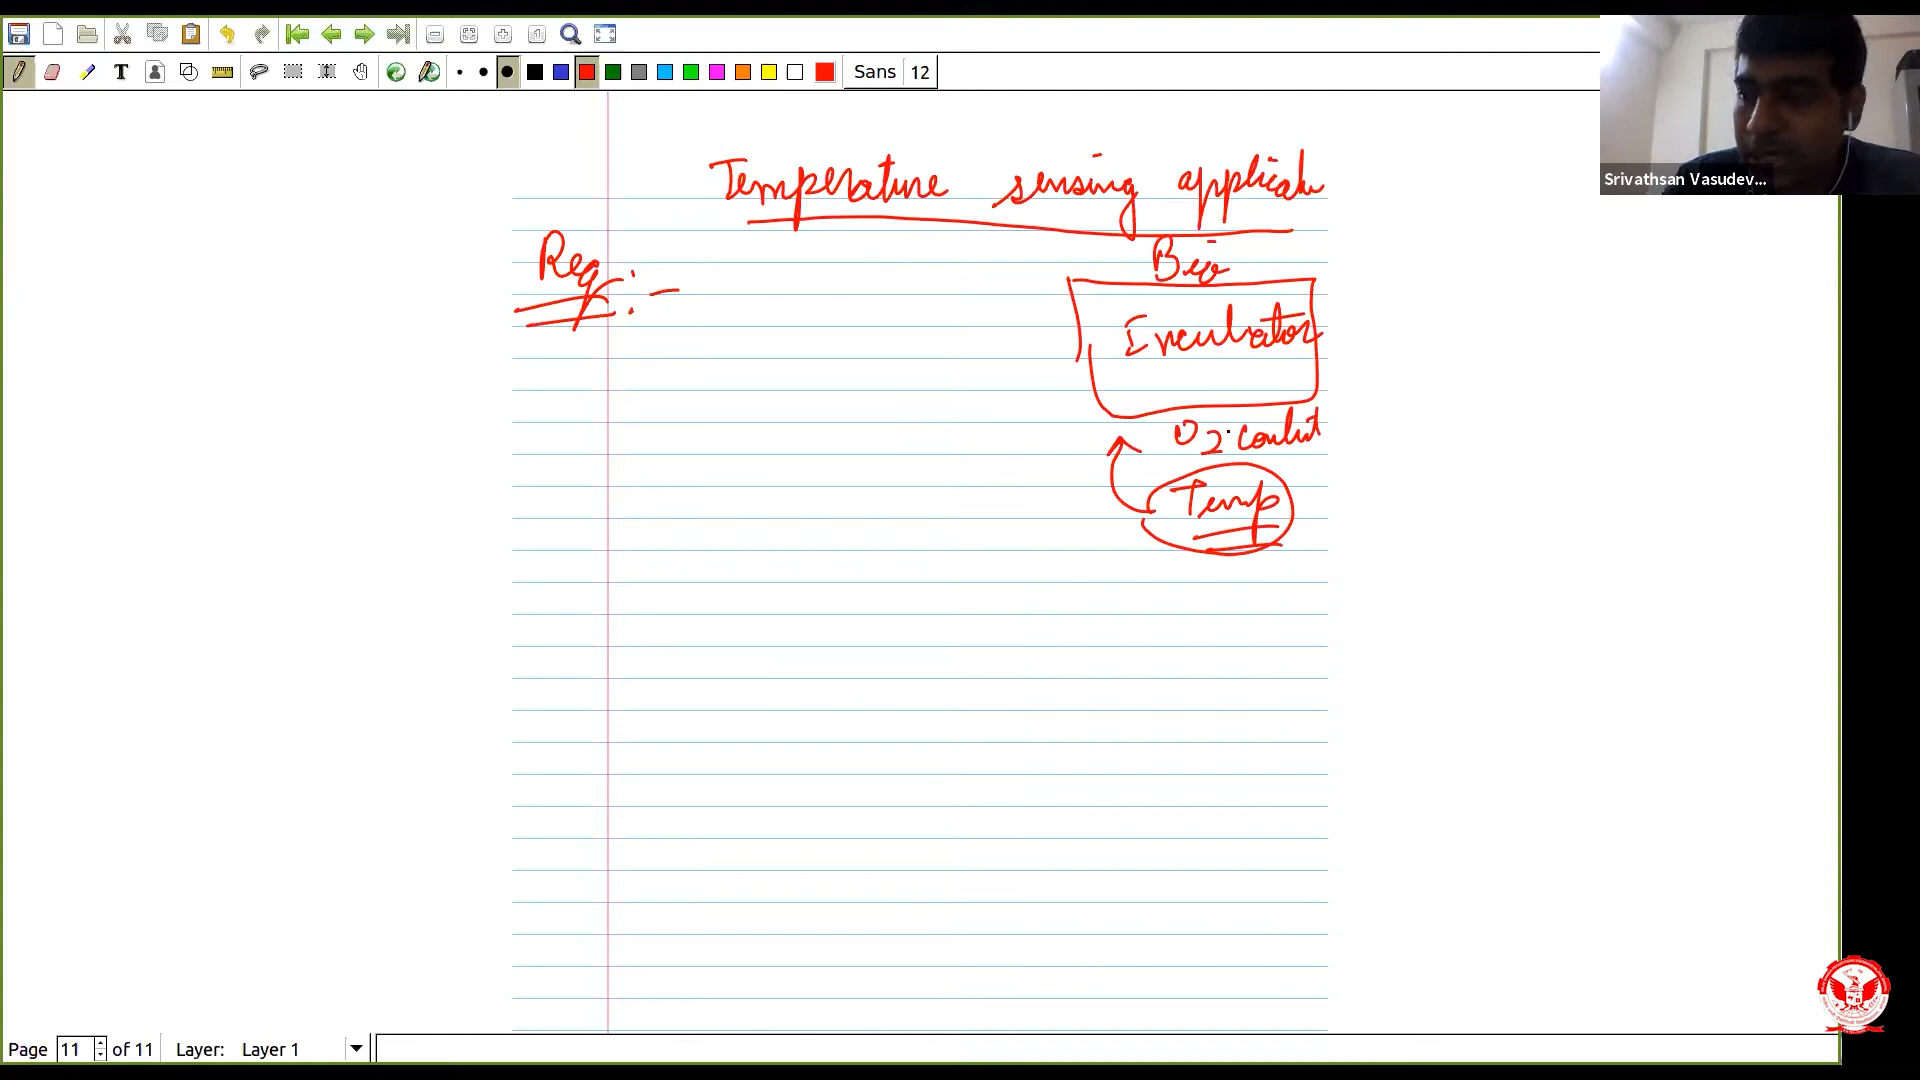 Sans 12
Srivathsan Vasudev...
Temperature sensing applicatn
Req :-
Bio
Incubator
O2 content
Temp
Page 11 of 11 Layer: Layer 1